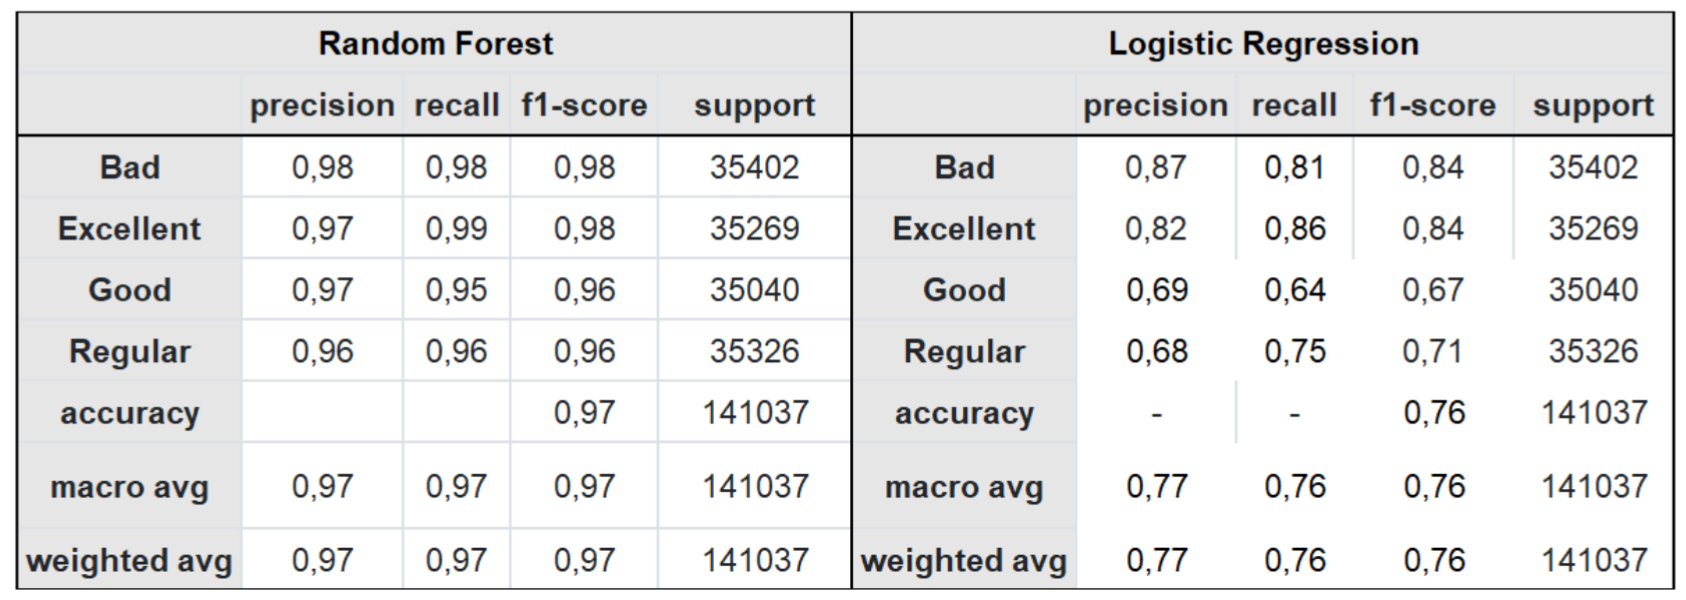 Random Forest Logistic Regression
precision recall f1-score support precision recall f1-score support
Bad 0,98 0,98 0,98 35402 Bad 0,87 0,81 0,84 35402
Excellent 0,97 0,99 0,98 35269 Excellent 0,82 0,86 0,84 35269
Good 0,97 0,95 0,96 35040 Good 0,69 0,64 0,67 35040
Regular 0,96 0,96 0,96 35326 Regular 0,68 0,75 0,71 35326
accuracy 0,97 141037 accuracy - - 0,76 141037
macro avg 0,97 0,97 0,97 141037 macro avg 0,77 0,76 0,76 141037
weighted avg 0,97 0,97 0,97 141037 weighted avg 0,77 0,76 0,76 141037